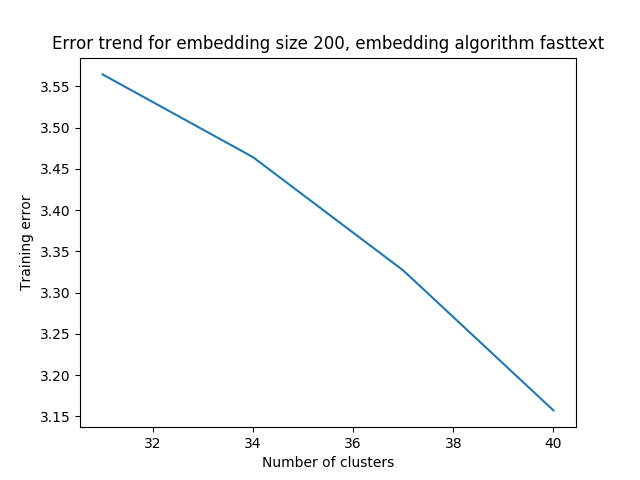 Error trend for embedding size 200, embedding algorithm fasttext
3.55
3.50
3.45
3.40
3.35
3.30
3.25
3.20
3.15
Training error
32 34 36 38 40
Number of clusters